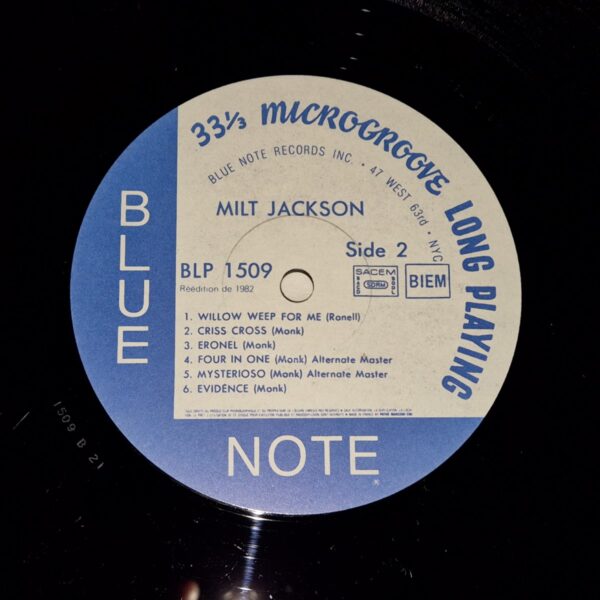 33⅓ MICROGROOVE LONG PLAYING
BLUE NOTE RECORDS INC. • 47 WEST 63rd • NYC
MILT JACKSON
Side 2
BLP 1509
Réédition de 1982
SACEM
SDRM
BIEM
1. WILLOW WEEP FOR ME (Ronell)
2. CRISS CROSS (Monk)
3. ERONEL (Monk)
4. FOUR IN ONE (Monk) Alternate Master
5. MYSTERIOSO (Monk) Alternate Master
6. EVIDENCE (Monk)
BLUE
NOTE
®
1509 B 21